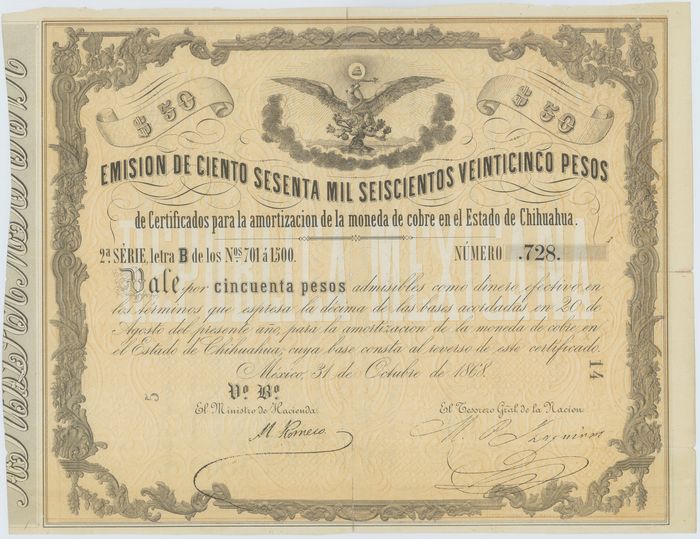 $ 50
$ 50
EMISION DE CIENTO SESENTA MIL SEISCIENTOS VEINTICINCO PESOS
de Certificados para la amortizacion de la moneda de cobre en el Estado de Chihuahua.
2ª SÉRIE, letra B de los Nos. 701 á 1500.
NÚMERO .728.
REPUBLICA MEXICANA
Vale por cincuenta pesos admisibles como dinero efectivo en
los términos que espresa la décima de las bases acordadas en 20 de
Agosto del presente año, para la amortizacion de la moneda de cobre en
el Estado de Chihuahua, cuya base consta al reverso de este certificado.
México, 31 de Octubre de 1868.
14
5
Vº Bº
El Ministro de Hacienda.
El Tesorero Gral de la Nacion
M. Romero.